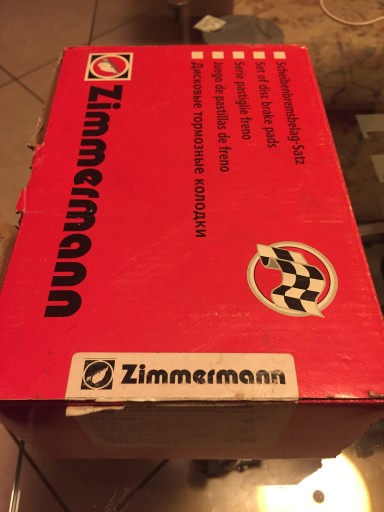 Scheibenbremsbelag-Satz
Set of disc brake pads
Serie pastiglie freno
Juego de pastillas de freno
Дисковые тормозные колодки
Zimmermann
Zimmermann